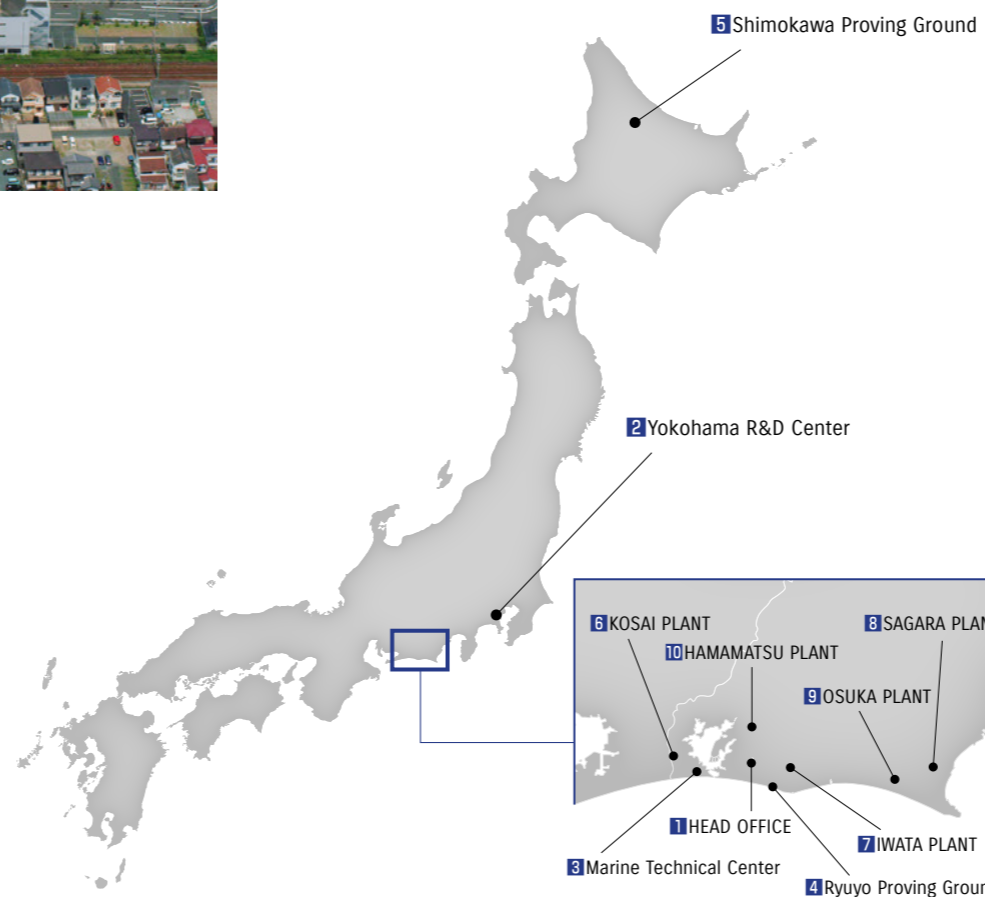 5 Shimokawa Proving Ground
2 Yokohama R&D Center
6 KOSAI PLANT
8 SAGARA PLAN
10 HAMAMATSU PLANT
9 OSUKA PLANT
1 HEAD OFFICE
7 IWATA PLANT
3 Marine Technical Center
4 Ryuyo Proving Groun